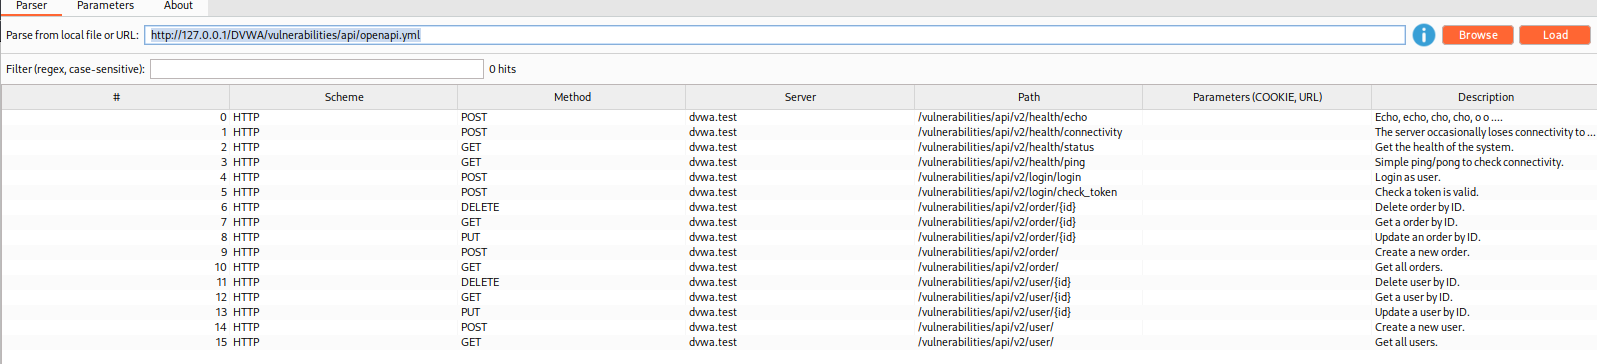 Parser Parameters About
Parse from local file or URL: http://127.0.0.1/DVWA/vulnerabilities/api/openapi.yml i Browse Load
Filter (regex, case-sensitive): 0 hits
# Scheme Method Server Path Parameters (COOKIE, URL) Description
0 HTTP POST dvwa.test /vulnerabilities/api/v2/health/echo Echo, echo, cho, cho, o o ....
1 HTTP POST dvwa.test /vulnerabilities/api/v2/health/connectivity The server occasionally loses connectivity to ...
2 HTTP GET dvwa.test /vulnerabilities/api/v2/health/status Get the health of the system.
3 HTTP GET dvwa.test /vulnerabilities/api/v2/health/ping Simple ping/pong to check connectivity.
4 HTTP POST dvwa.test /vulnerabilities/api/v2/login/login Login as user.
5 HTTP POST dvwa.test /vulnerabilities/api/v2/login/check_token Check a token is valid.
6 HTTP DELETE dvwa.test /vulnerabilities/api/v2/order/{id} Delete order by ID.
7 HTTP GET dvwa.test /vulnerabilities/api/v2/order/{id} Get a order by ID.
8 HTTP PUT dvwa.test /vulnerabilities/api/v2/order/{id} Update an order by ID.
9 HTTP POST dvwa.test /vulnerabilities/api/v2/order/ Create a new order.
10 HTTP GET dvwa.test /vulnerabilities/api/v2/order/ Get all orders.
11 HTTP DELETE dvwa.test /vulnerabilities/api/v2/user/{id} Delete user by ID.
12 HTTP GET dvwa.test /vulnerabilities/api/v2/user/{id} Get a user by ID.
13 HTTP PUT dvwa.test /vulnerabilities/api/v2/user/{id} Update a user by ID.
14 HTTP POST dvwa.test /vulnerabilities/api/v2/user/ Create a new user.
15 HTTP GET dvwa.test /vulnerabilities/api/v2/user/ Get all users.